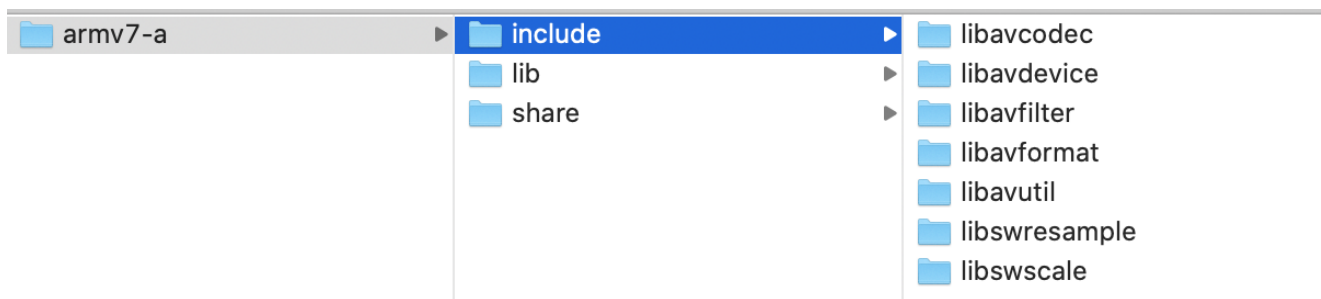 armv7-a
include
lib
share
libavcodec
libavdevice
libavfilter
libavformat
libavutil
libswresample
libswscale